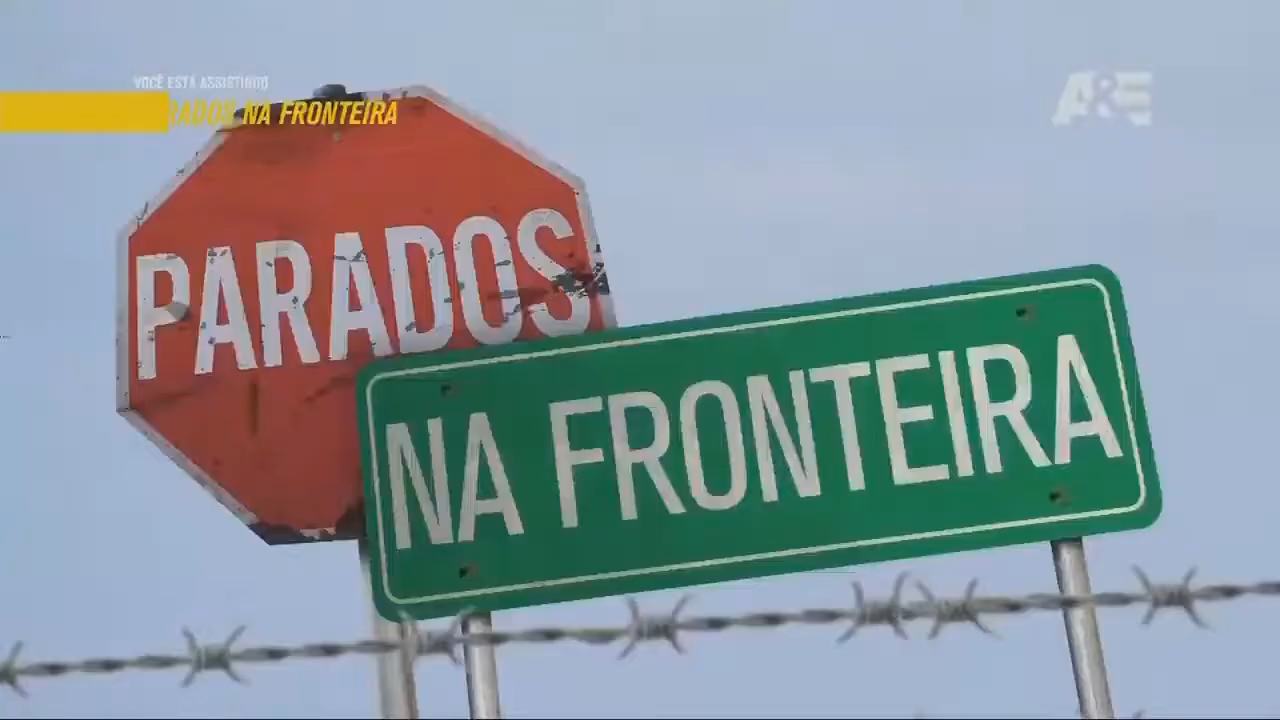 VOCÊ ESTÁ ASSISTINDO
RADOS NA FRONTEIRA
A&E
PARADOS
NA FRONTEIRA